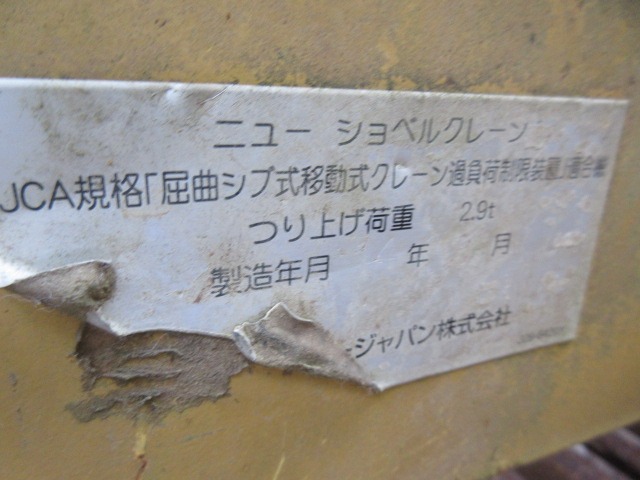 ニュー ショベルクレーン
JCA規格「屈曲ジブ式移動式クレーン過負荷制限装置」適合機
つり上げ荷重 2.9t
製造年月 年 月
ージャパン株式会社